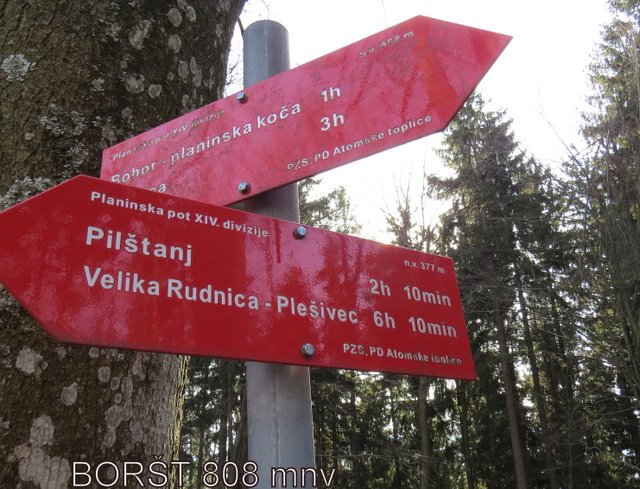 n.v. 808 m
Planinska pot XIV. divizije
Bohor - planinska koča 1h
3h
PZS, PD Atomske toplice
Planinska pot XIV. divizije
n.v. 377 m
Pilštanj 2h 10min
Velika Rudnica - Plešivec 6h 10min
PZS, PD Atomske toplice
BORŠT 808 mnv